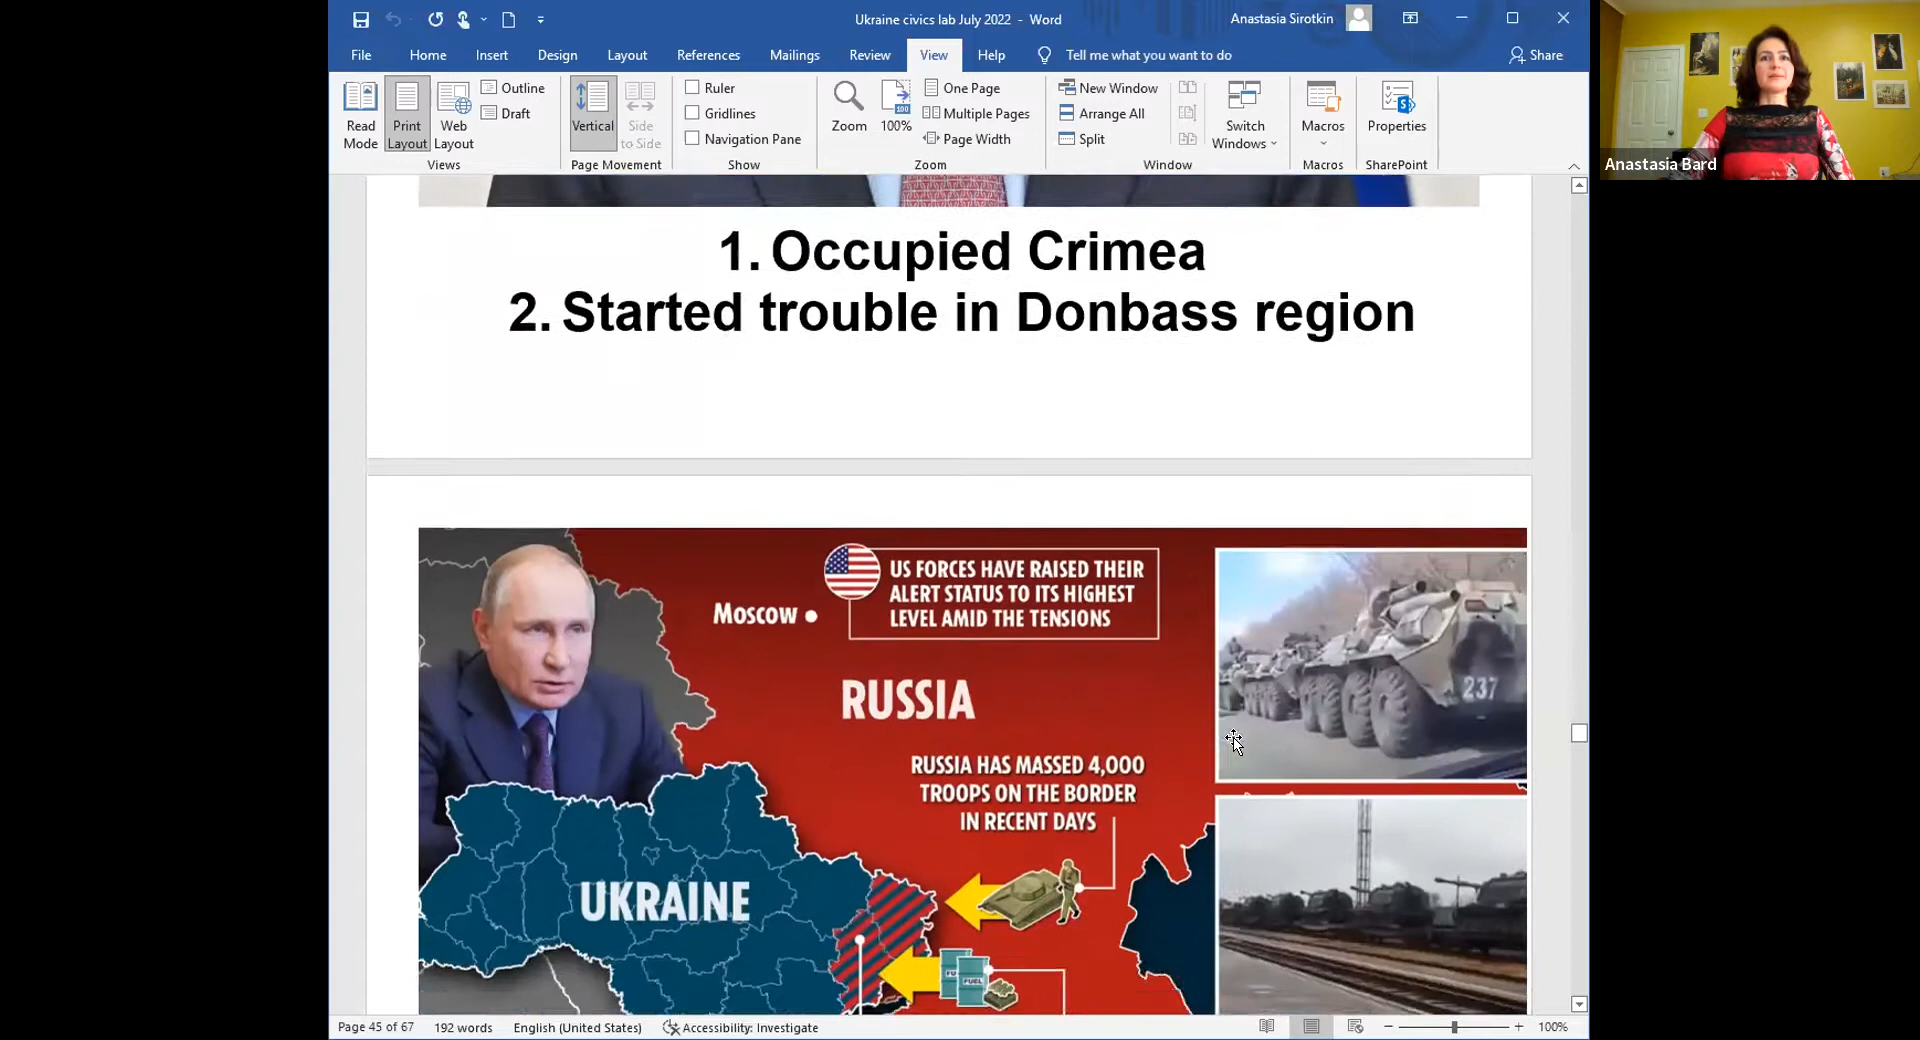 Ukraine civics lab July 2022 - Word
Anastasia Sirotkin
File Home Insert Design Layout References Mailings Review View Help Tell me what you want to do Share
Read Mode
Print Layout
Web Layout
Outline
Draft
Views
Vertical
Side to Side
Page Movement
Ruler
Gridlines
Navigation Pane
Show
Zoom
100
100%
One Page
Multiple Pages
Page Width
Zoom
New Window
Arrange All
Split
Switch Windows
Window
Macros
Macros
Properties
SharePoint
Anastasia Bard
1. Occupied Crimea
2. Started trouble in Donbass region
US FORCES HAVE RAISED THEIR
ALERT STATUS TO ITS HIGHEST
LEVEL AMID THE TENSIONS
MOSCOW
RUSSIA
237
RUSSIA HAS MASSED 4,000
TROOPS ON THE BORDER
IN RECENT DAYS
UKRAINE
FUEL
Page 45 of 67 192 words English (United States) Accessibility: Investigate 100%